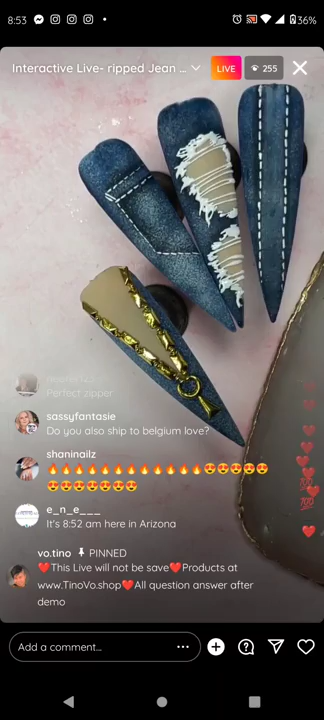 8:53
36%
Interactive Live- ripped Jean ...
LIVE
255
Perfect zipper
sassyfantasie
Do you also ship to belgium love?
shaninailz
🔥🔥🔥🔥🔥🔥🔥🔥🔥🔥🔥🔥🔥😍😍😍😍😍
😍😍😍😍😍😍😍
e_n_e___
It's 8:52 am here in Arizona
vo.tino PINNED
❤️This Live will not be save❤️Products at
www.TinoVo.shop❤️All question answer after
demo
Add a comment...